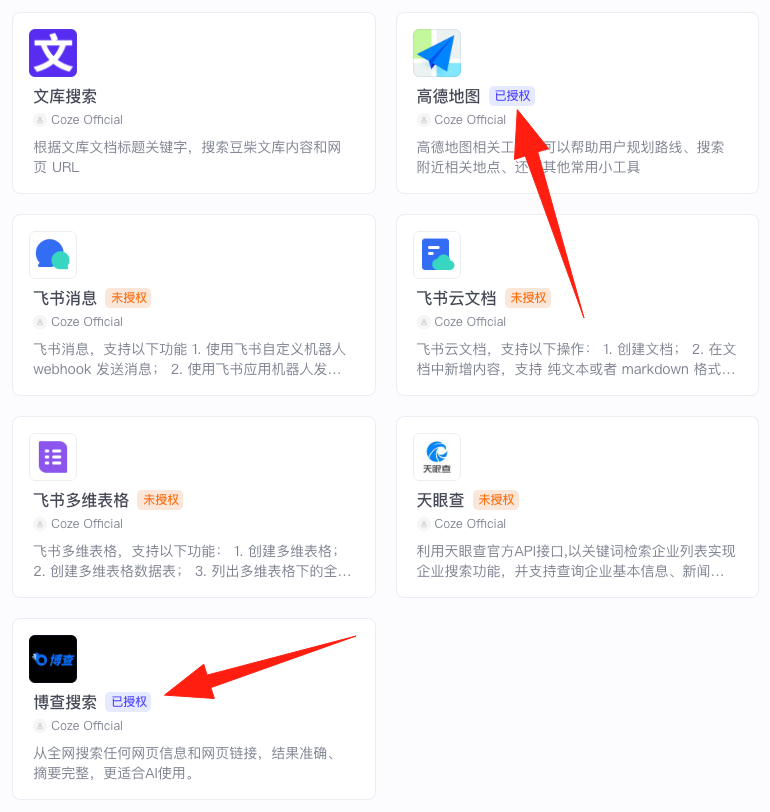 文
文库搜索
Coze Official
根据文库文档标题关键字，搜索豆柴文库内容和网
页 URL
高德地图 已授权
Coze Official
高德地图相关工 可以帮助用户规划路线、搜索
附近相关地点、还 其他常用小工具
飞书消息 未授权
Coze Official
飞书消息，支持以下功能 1. 使用飞书自定义机器人
webhook 发送消息； 2. 使用飞书应用机器人发...
飞书云文档 未授权
Coze Official
飞书云文档，支持以下操作： 1. 创建文档； 2. 在文
档中新增内容，支持 纯文本或者 markdown 格式...
飞书多维表格 未授权
Coze Official
飞书多维表格，支持以下功能： 1. 创建多维表格；
2. 创建多维表格数据表； 3. 列出多维表格下的全...
天眼查
天眼查 未授权
Coze Official
利用天眼查官方API接口,以关键词检索企业列表实现
企业搜索功能，并支持查询企业基本信息、新闻...
博查
博查搜索 已授权
Coze Official
从全网搜索任何网页信息和网页链接，结果准确、
摘要完整，更适合AI使用。